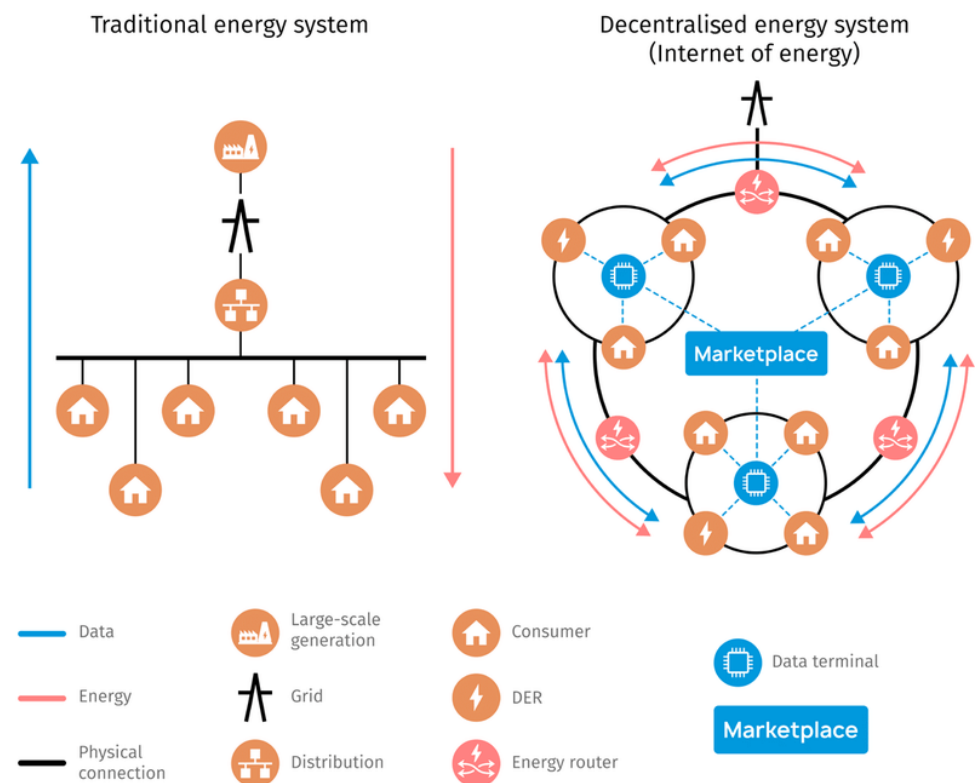 Traditional energy system
Decentralised energy system
(Internet of energy)
Marketplace
Data
Large-scale
generation
Consumer
Data terminal
Energy
Grid
DER
Marketplace
Physical
connection
Distribution
Energy router